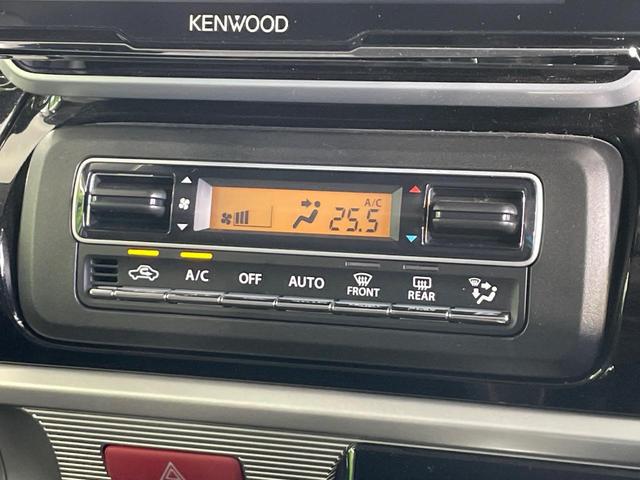 KENWOOD
A/C
25.5
A/C OFF AUTO FRONT REAR